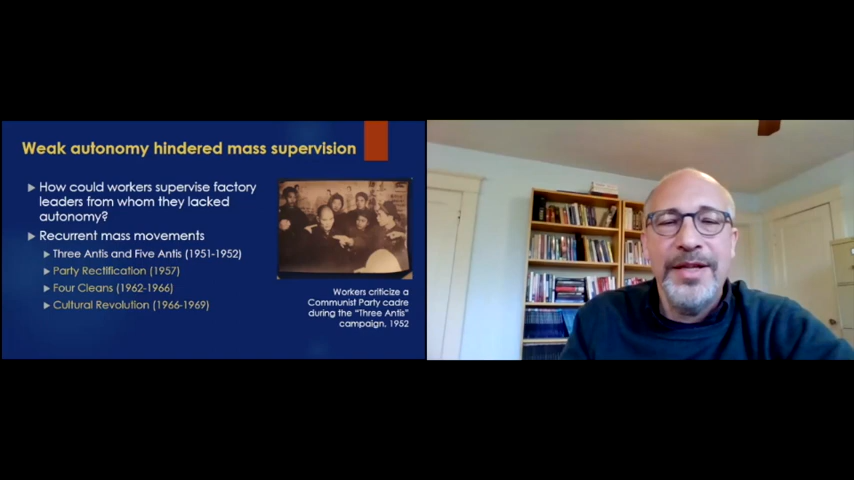 Weak autonomy hindered mass supervision
How could workers supervise factory
leaders from whom they lacked
autonomy?
Recurrent mass movements
Three Antis and Five Antis (1951-1952)
Party Rectification (1957)
Four Cleans (1962-1966)
Cultural Revolution (1966-1969)
Workers criticize a
Communist Party cadre
during the "Three Antis"
campaign, 1952